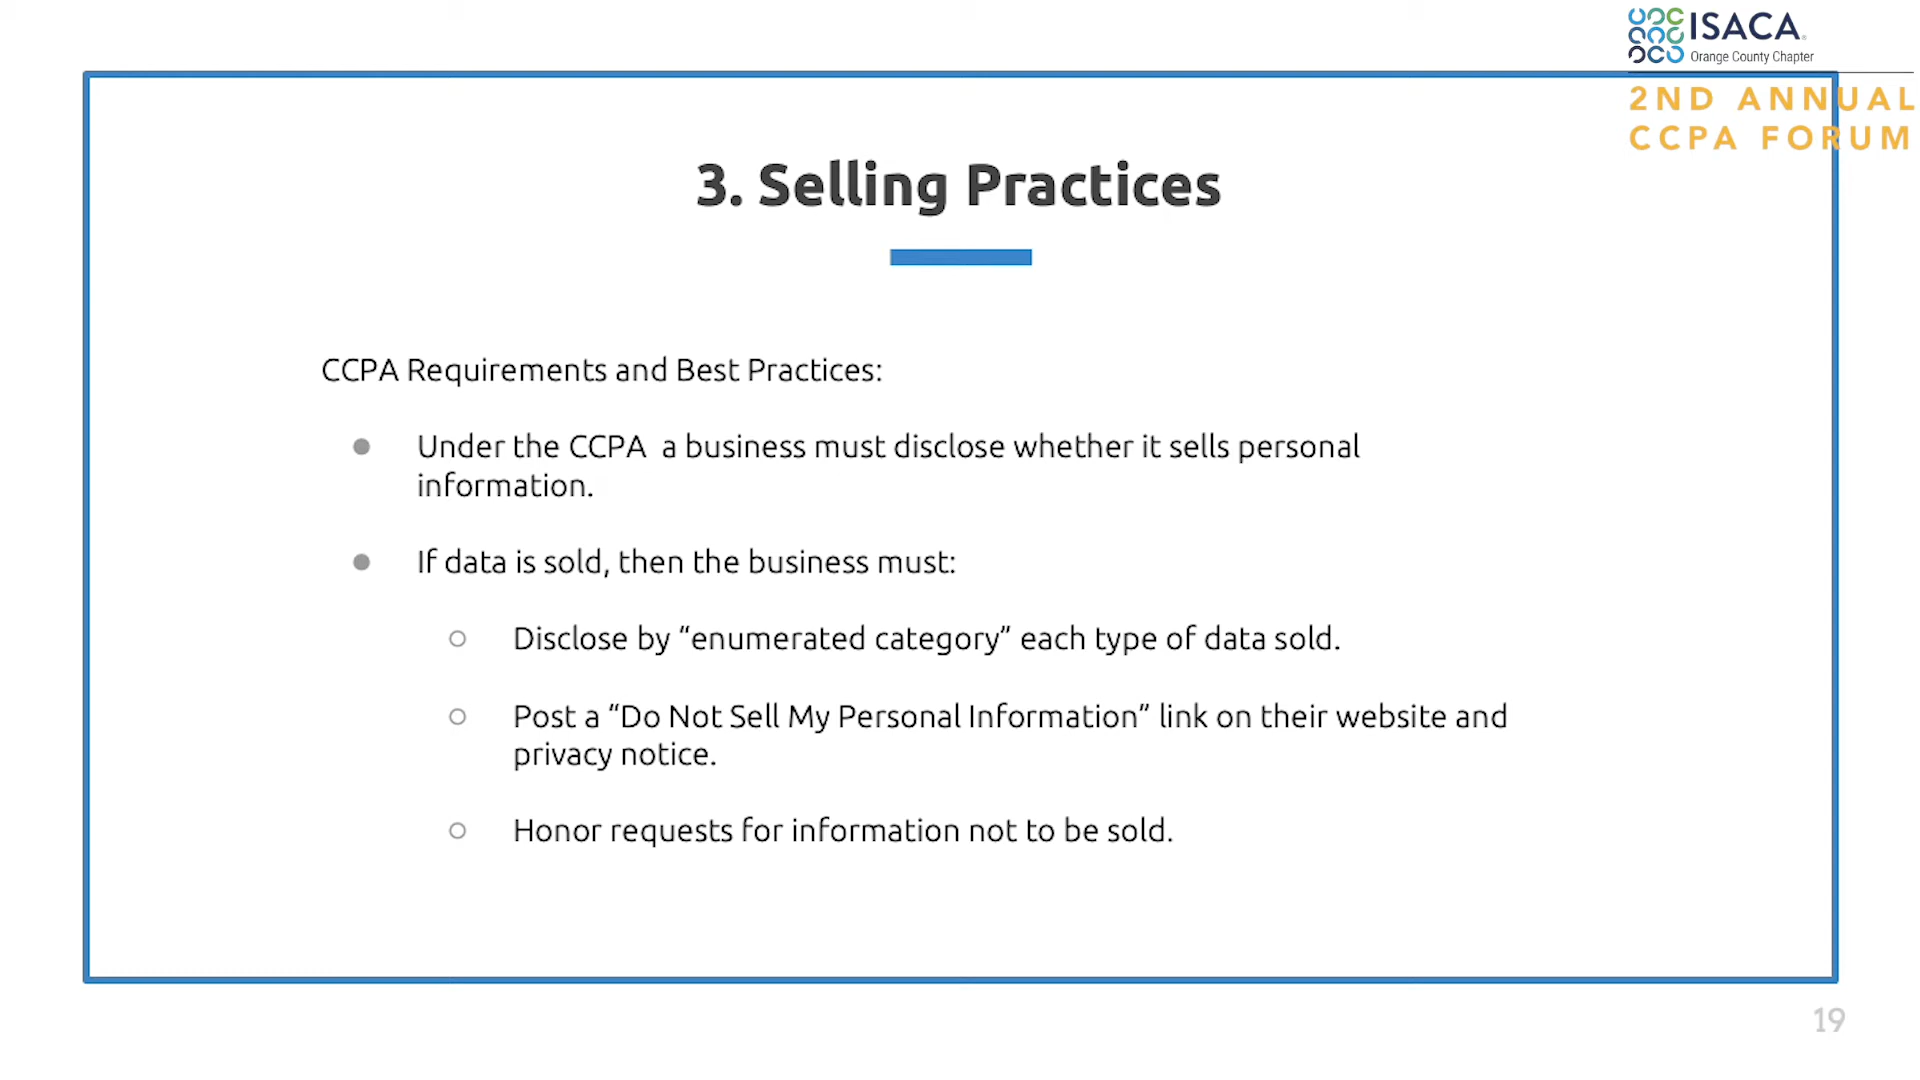 ISACA
Orange County Chapter
2ND ANNUAL
CCPA FORUM
3. Selling Practices
CCPA Requirements and Best Practices:
● Under the CCPA  a business must disclose whether it sells personal
information.
● If data is sold, then the business must:
○ Disclose by “enumerated category” each type of data sold.
○ Post a “Do Not Sell My Personal Information” link on their website and
privacy notice.
○ Honor requests for information not to be sold.
19